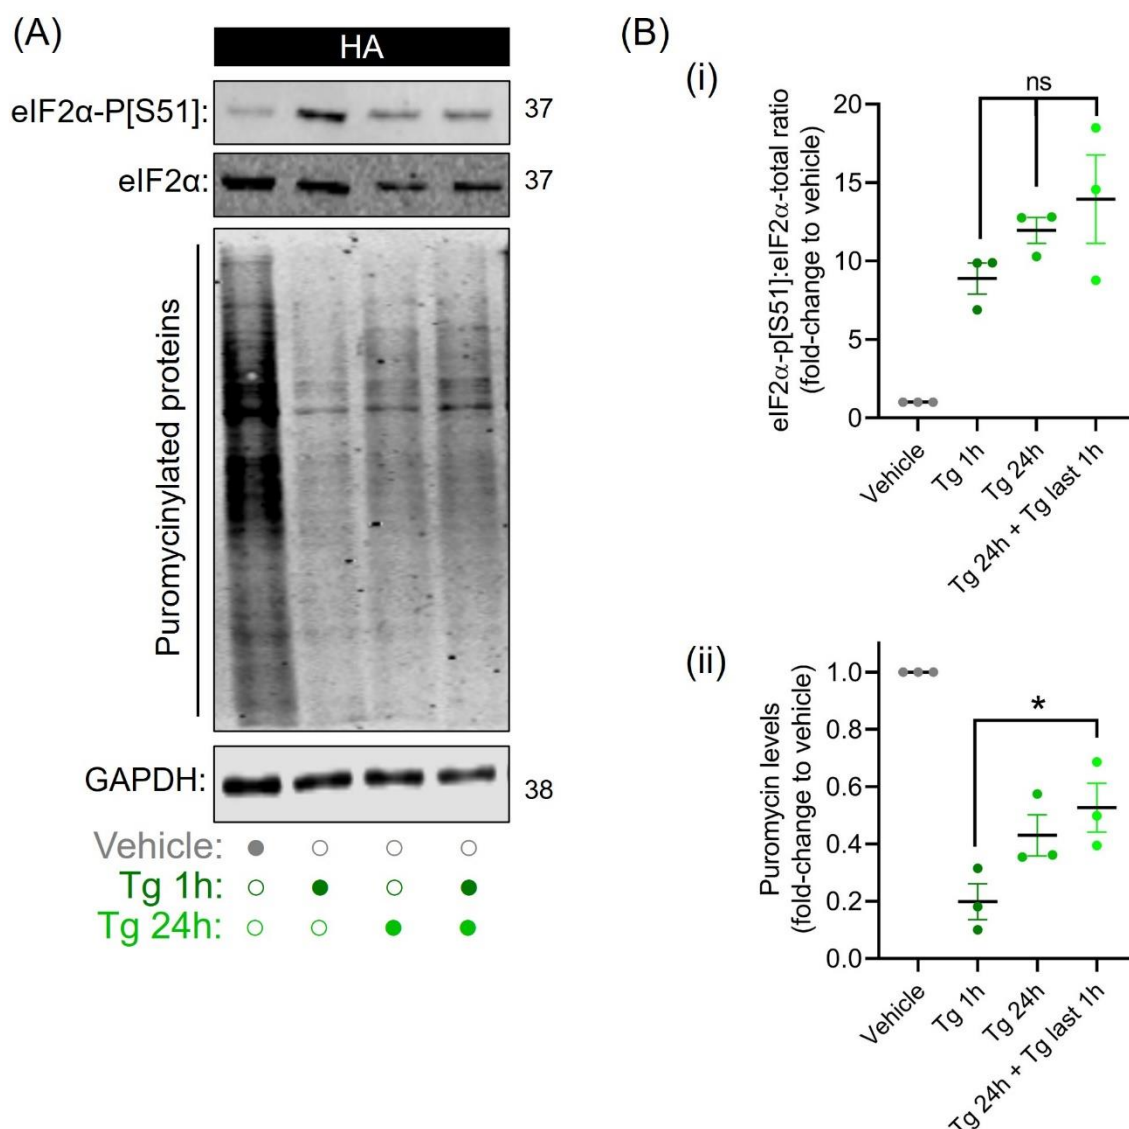 (A)
HA
eIF2α-P[S51]:
37
eIF2α:
37
Puromycinylated proteins
GAPDH:
38
Vehicle:
Tg 1h:
Tg 24h:
(B)
(i)
eIF2α-p[S51]:eIF2α-total ratio
(fold-change to vehicle)
20
15
10
5
0
ns
Vehicle
Tg 1h
Tg 24h
Tg 24h + Tg last 1h
(ii)
Puromycin levels
(fold-change to vehicle)
1.0
0.8
0.6
0.4
0.2
0.0
*
Vehicle
Tg 1h
Tg 24h
Tg 24h + Tg last 1h